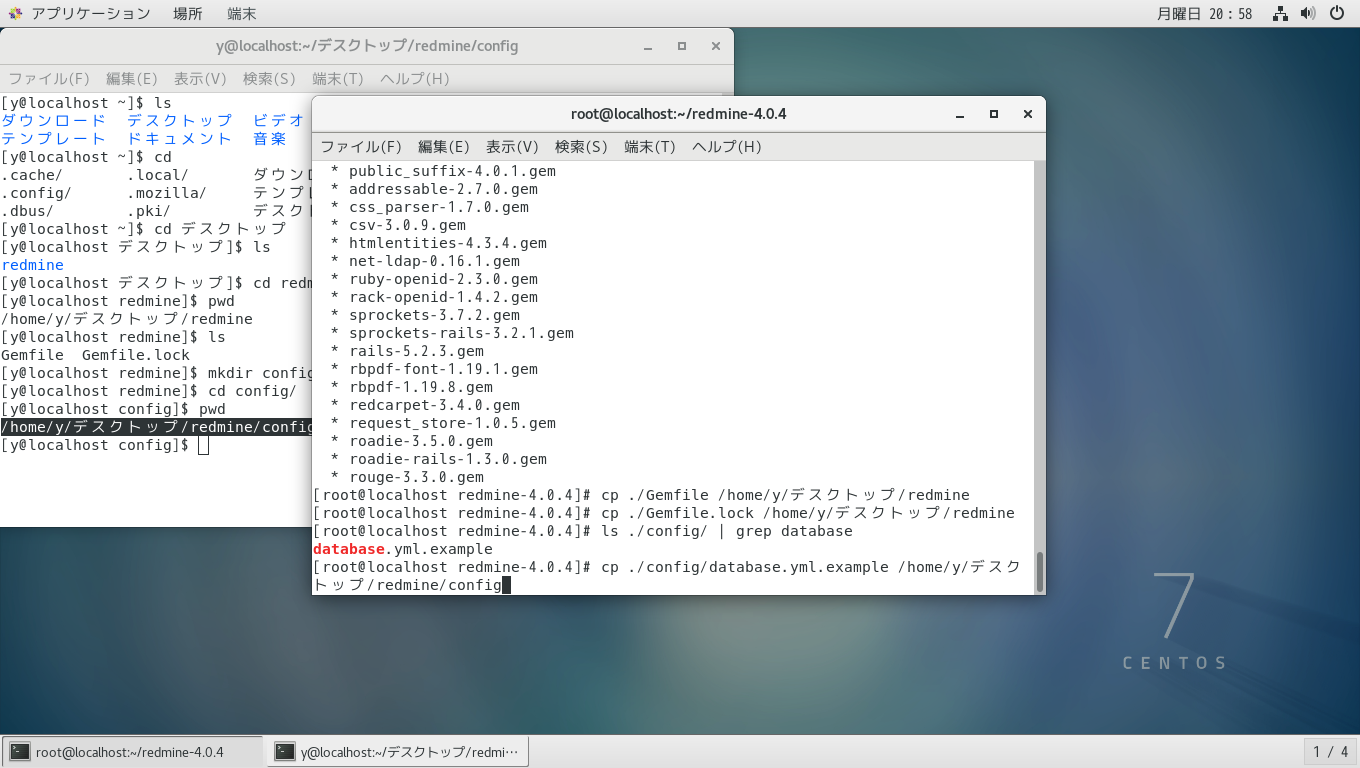 アプリケーション 場所 端末 月曜日 20：58
y@localhost:~/デスクトップ/redmine/config
ファイル(F) 編集(E) 表示(V) 検索(S) 端末(T) ヘルプ(H)
[y@localhost ~]$ ls
ダウンロード デスクトップ ビデオ
テンプレート ドキュメント 音楽
[y@localhost ~]$ cd
.cache/ .local/ ダウンロ
.config/ .mozilla/ テンプレ
.dbus/ .pki/ デスクト
[y@localhost ~]$ cd デスクトップ
[y@localhost デスクトップ]$ ls
redmine
[y@localhost デスクトップ]$ cd redm
[y@localhost redmine]$ pwd
/home/y/デスクトップ/redmine
[y@localhost redmine]$ ls
Gemfile Gemfile.lock
[y@localhost redmine]$ mkdir config
[y@localhost redmine]$ cd config/
[y@localhost config]$ pwd
/home/y/デスクトップ/redmine/config
[y@localhost config]$
root@localhost:~/redmine-4.0.4
ファイル(F) 編集(E) 表示(V) 検索(S) 端末(T) ヘルプ(H)
* public_suffix-4.0.1.gem
* addressable-2.7.0.gem
* css_parser-1.7.0.gem
* csv-3.0.9.gem
* htmlentities-4.3.4.gem
* net-ldap-0.16.1.gem
* ruby-openid-2.3.0.gem
* rack-openid-1.4.2.gem
* sprockets-3.7.2.gem
* sprockets-rails-3.2.1.gem
* rails-5.2.3.gem
* rbpdf-font-1.19.1.gem
* rbpdf-1.19.8.gem
* redcarpet-3.4.0.gem
* request_store-1.0.5.gem
* roadie-3.5.0.gem
* roadie-rails-1.3.0.gem
* rouge-3.3.0.gem
[root@localhost redmine-4.0.4]# cp ./Gemfile /home/y/デスクトップ/redmine
[root@localhost redmine-4.0.4]# cp ./Gemfile.lock /home/y/デスクトップ/redmine
[root@localhost redmine-4.0.4]# ls ./config/ | grep database
database.yml.example
[root@localhost redmine-4.0.4]# cp ./config/database.yml.example /home/y/デスク
トップ/redmine/config
7
CENTOS
root@localhost:~/redmine-4.0.4 y@localhost:~/デスクトップ/redmi… 1 / 4